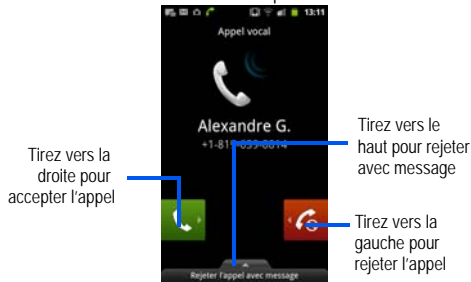 13:11
Appel vocal
Alexandre G.
Tirez vers la
droite pour
accepter l'appel
Tirez vers le
haut pour rejeter
avec message
Tirez vers la
gauche pour
rejeter l'appel
Rejeter l'appel avec message